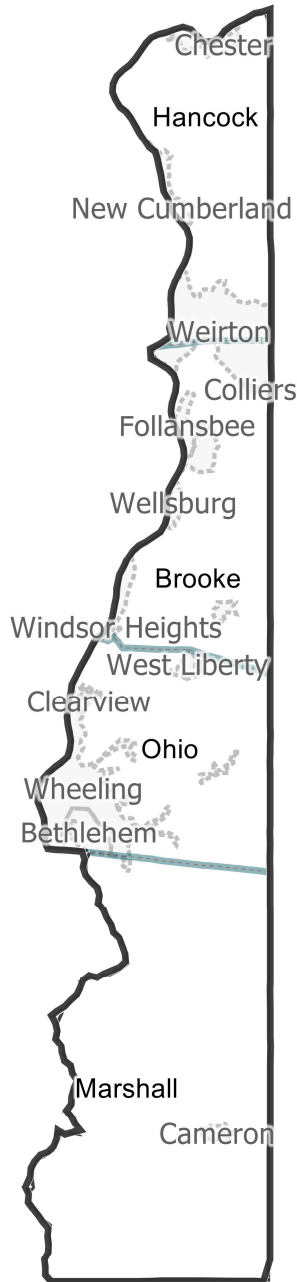 Chester
Hancock
New Cumberland
Weirton
Colliers
Follansbee
Wellsburg
Brooke
Windsor Heights
West Liberty
Clearview
Ohio
Wheeling
Bethlehem
Marshall
Cameron